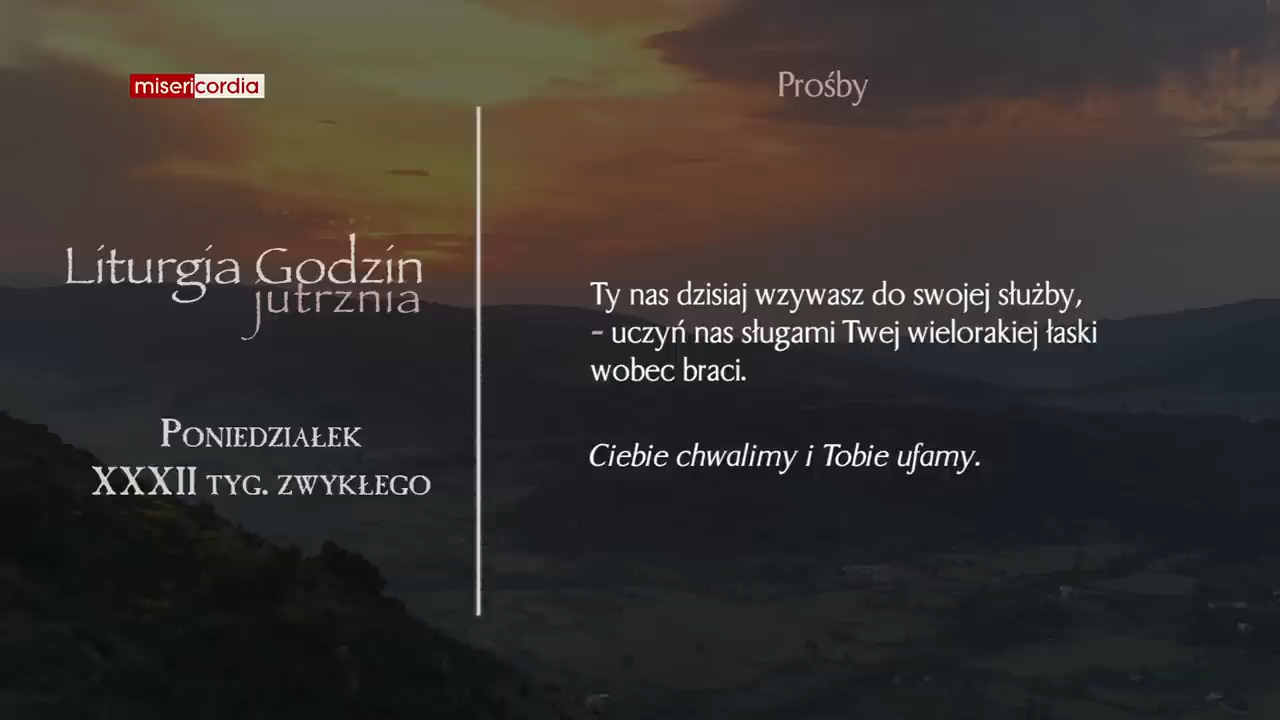 misericordia
Prośby
Liturgia Godzin
jutrznia
Poniedziałek
XXXII tyg. zwykłego
Ty nas dzisiaj wzywasz do swojej służby,
- uczyń nas sługami Twej wielorakiej łaski
wobec braci.
Ciebie chwalimy i Tobie ufamy.